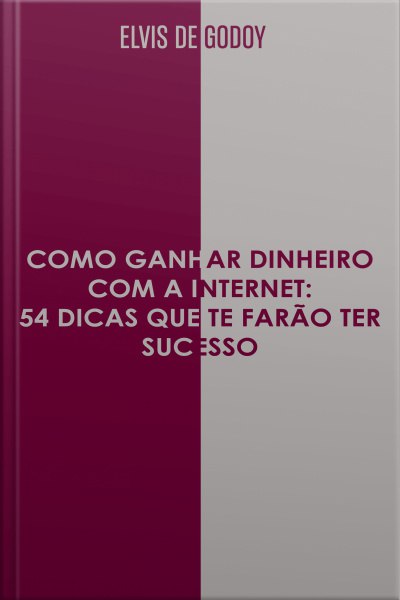 ELVIS DE GODOY
COMO GANHAR DINHEIRO
COM A INTERNET:
54 DICAS QUE TE FARÃO TER
SUCESSO